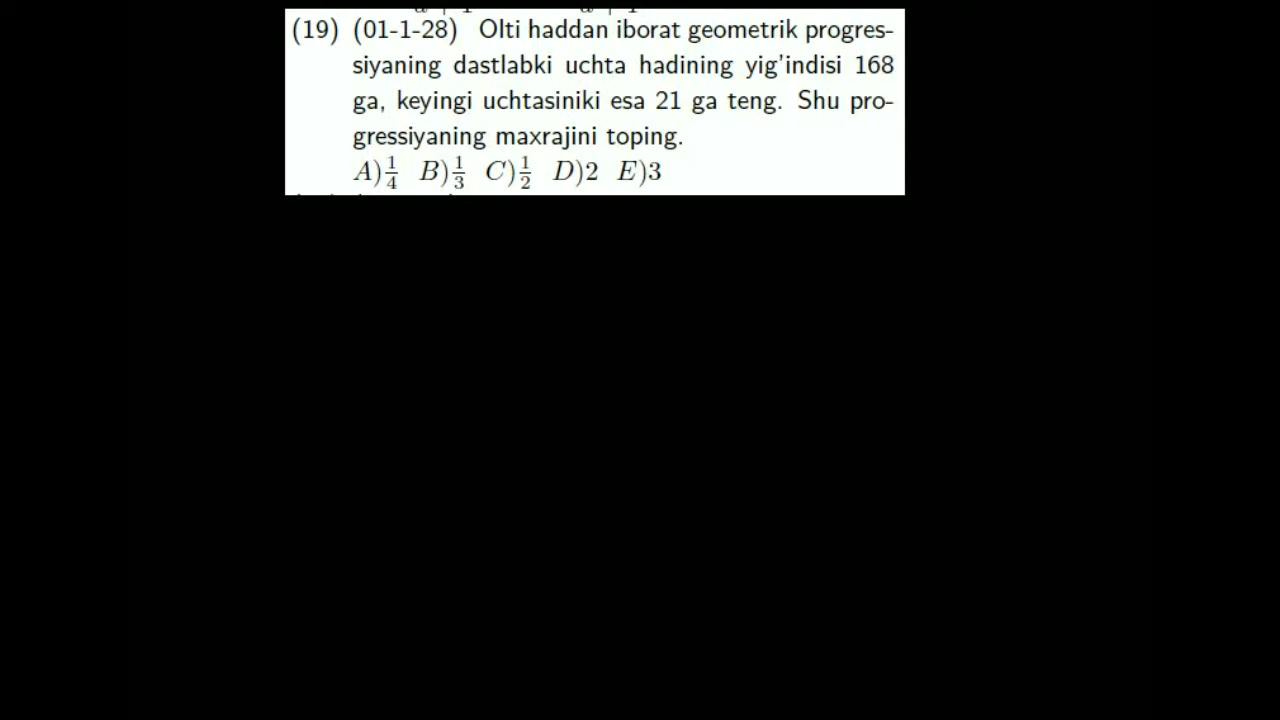 (19) (01-1-28) Olti haddan iborat geometrik progres-
siyaning dastlabki uchta hadining yig'indisi 168
ga, keyingi uchtasiniki esa 21 ga teng. Shu pro-
gressiyaning maxrajini toping.
A)1/4 B)1/3 C)1/2 D)2 E)3